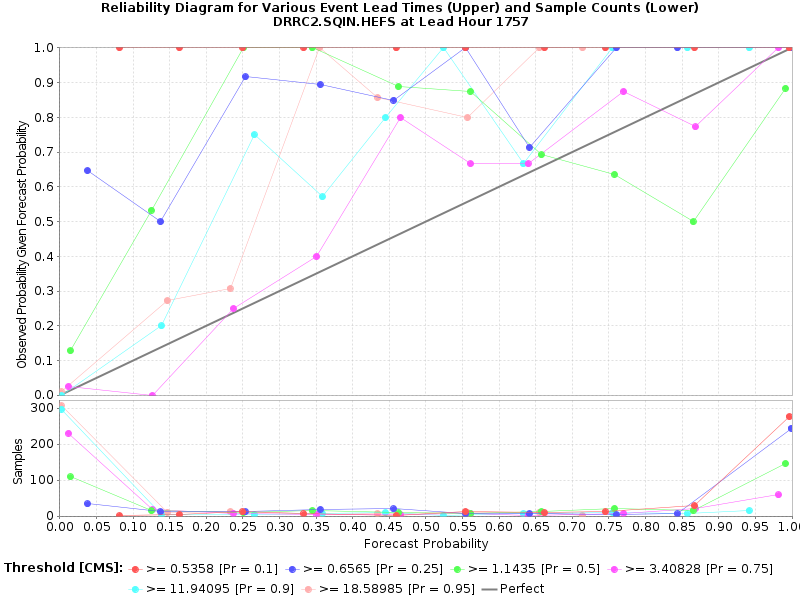 Reliability Diagram for Various Event Lead Times (Upper) and Sample Counts (Lower)
DRRC2.SQIN.HEFS at Lead Hour 1757
Observed Probability Given Forecast Probability
1.0
0.9
0.8
0.7
0.6
0.5
0.4
0.3
0.2
0.1
0.0
Samples
300
200
100
0
0.00 0.05 0.10 0.15 0.20 0.25 0.30 0.35 0.40 0.45 0.50 0.55 0.60 0.65 0.70 0.75 0.80 0.85 0.90 0.95 1.0
Forecast Probability
Threshold [CMS]: >= 0.5358 [Pr = 0.1] >= 0.6565 [Pr = 0.25] >= 1.1435 [Pr = 0.5] >= 3.40828 [Pr = 0.75]
>= 11.94095 [Pr = 0.9] >= 18.58985 [Pr = 0.95] Perfect